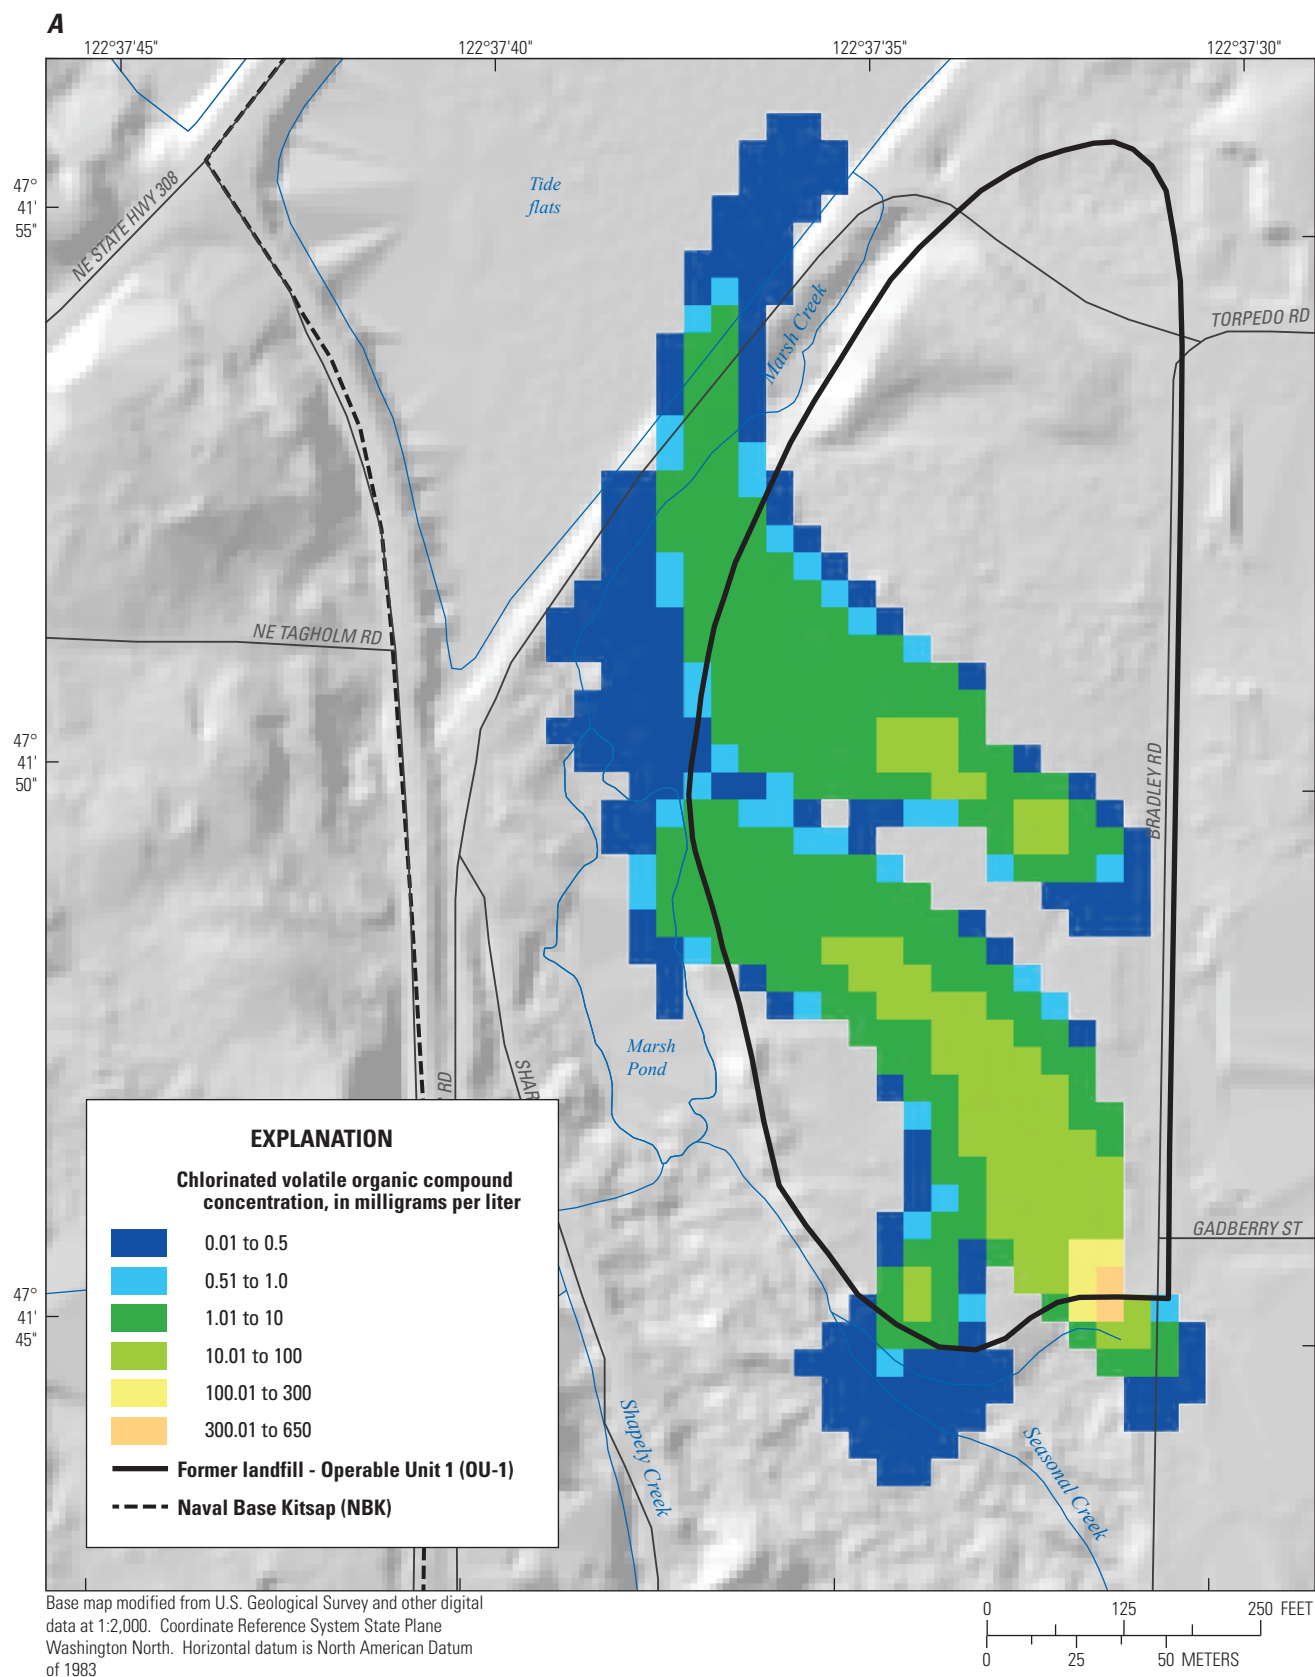 A
122°37'45"
122°37'40"
122°37'35"
122°37'30"
47°
41'
55"
NE STATE HWY 308
Tide
flats
Marsh Creek
TORPEDO RD
NE TAGHOLM RD
47°
41'
50"
BRADLEY RD
Marsh
Pond
RD
SHAR
GADBERRY ST
47°
41'
45"
Shapely Creek
Seasonal Creek
EXPLANATION
Chlorinated volatile organic compound
concentration, in milligrams per liter
0.01 to 0.5
0.51 to 1.0
1.01 to 10
10.01 to 100
100.01 to 300
300.01 to 650
Former landfill - Operable Unit 1 (OU-1)
Naval Base Kitsap (NBK)
Base map modified from U.S. Geological Survey and other digital
data at 1:2,000. Coordinate Reference System State Plane
Washington North. Horizontal datum is North American Datum
of 1983
0 125 250 FEET
0 25 50 METERS